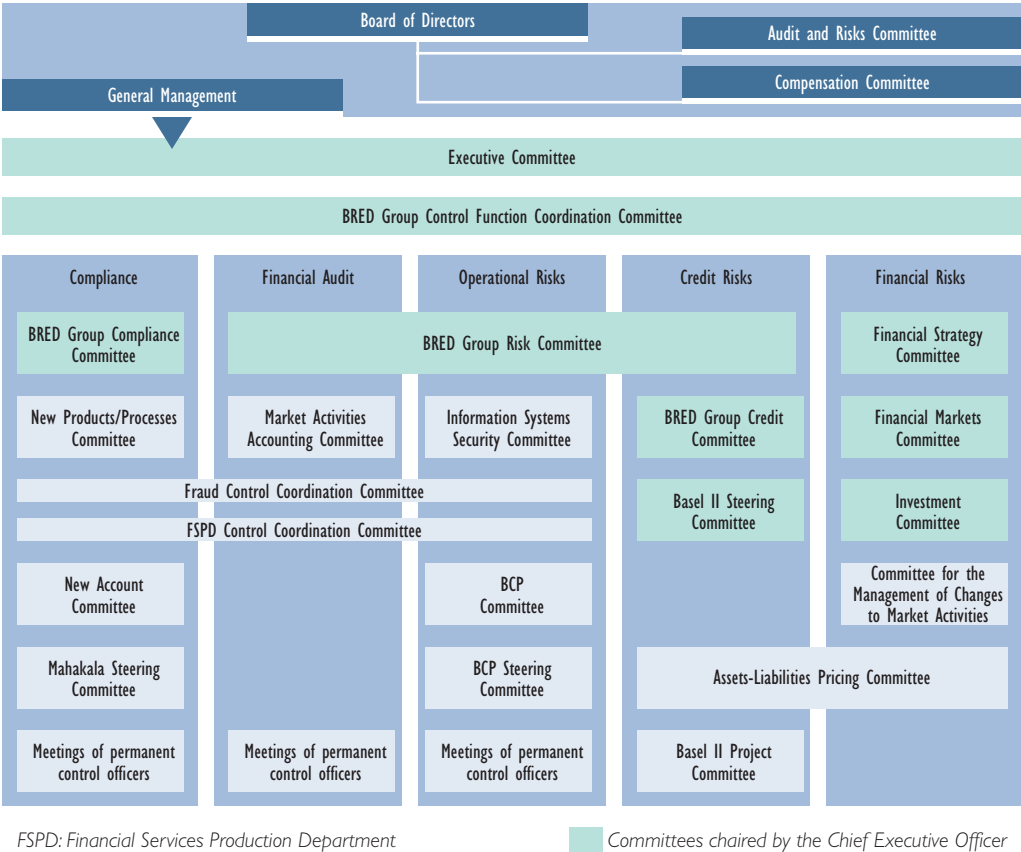 Board of Directors
Audit and Risks Committee
Compensation Committee
General Management
Executive Committee
BRED Group Control Function Coordination Committee
Compliance
Financial Audit
Operational Risks
Credit Risks
Financial Risks
BRED Group Compliance
Committee
BRED Group Risk Committee
Financial Strategy
Committee
New Products/Processes
Committee
Market Activities
Accounting Committee
Information Systems
Security Committee
BRED Group Credit
Committee
Financial Markets
Committee
Fraud Control Coordination Committee
FSPD Control Coordination Committee
Basel II Steering
Committee
Investment
Committee
New Account
Committee
BCP
Committee
Committee for the
Management of Changes
to Market Activities
Mahakala Steering
Committee
BCP Steering
Committee
Assets-Liabilities Pricing Committee
Meetings of permanent
control officers
Meetings of permanent
control officers
Meetings of permanent
control officers
Basel II Project
Committee
FSPD: Financial Services Production Department
Committees chaired by the Chief Executive Officer